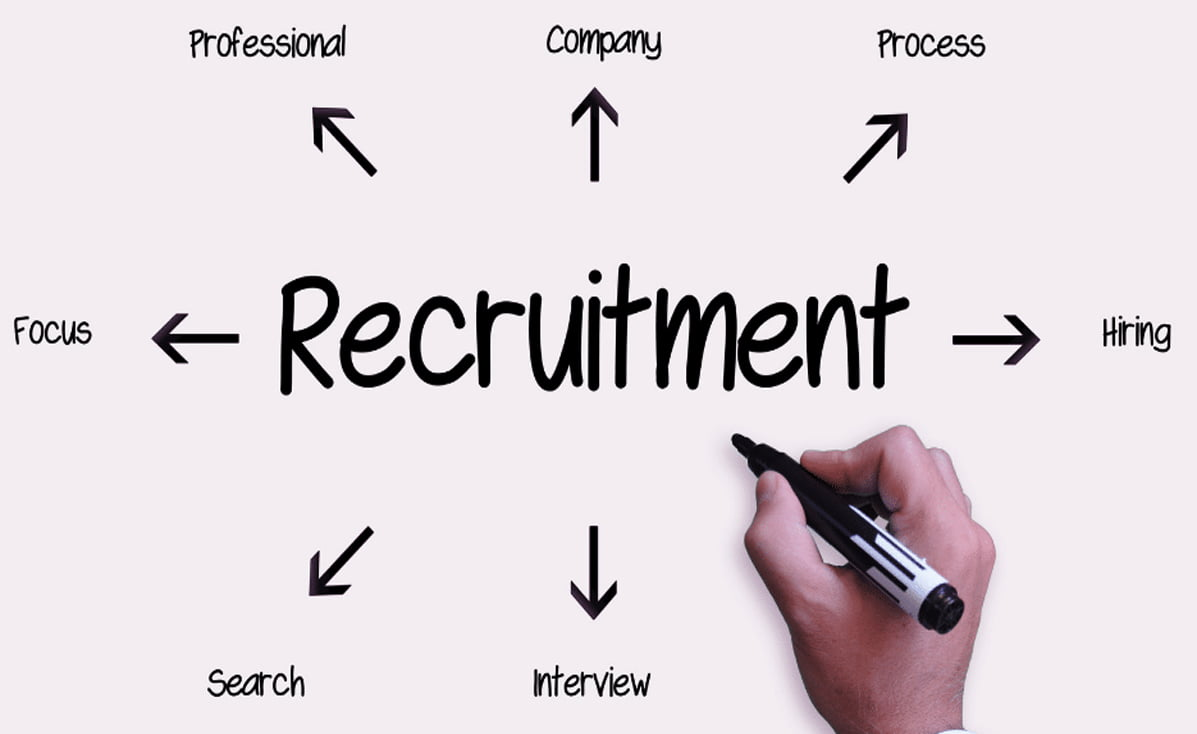 Professional
Company
Process
Focus
Recruitment
Hiring
Search
Interview